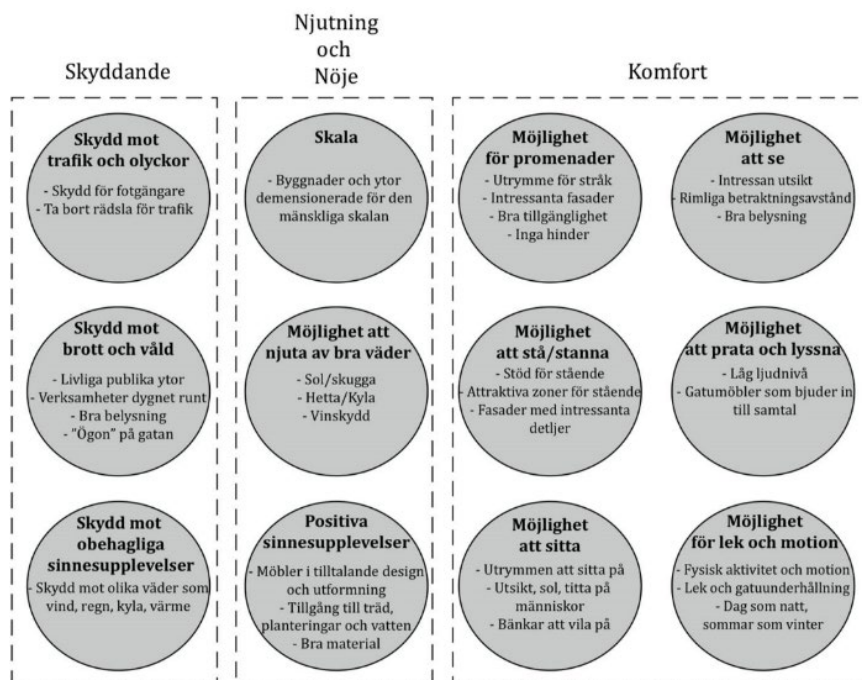 Skyddande
Njutning
och
Nöje
Komfort
Skydd mot
trafik och olyckor
- Skydd för fotgängare
- Ta bort rädsla för trafik
Skala
- Byggnader och ytor
demensionerade för den
mänskliga skalan
Möjlighet
för promenader
- Utrymme för stråk
- Intressanta fasader
- Bra tillgänglighet
- Inga hinder
Möjlighet
att se
- Intressan utsikt
- Rimliga betraktningsavstånd
- Bra belysning
Skydd mot
brott och våld
- Livliga publika ytor
- Verksamheter dygnet runt
- Bra belysning
- "Ögon" på gatan
Möjlighet att
njuta av bra väder
- Sol/skugga
- Hetta/Kyla
- Vinskydd
Möjlighet
att stå/stanna
- Stöd för stående
- Attraktiva zoner för stående
- Fasader med intressanta
detljer
Möjlighet
att prata och lyssna
- Låg ljudnivå
- Gatumöbler som bjuder in
till samtal
Skydd mot
obehagliga
sinnesupplevelser
- Skydd mot olika väder som
vind, regn, kyla, värme
Positiva
sinnesupplevelser
- Möbler i tilltalande design
och utformning
- Tillgång till träd,
planteringar och vatten
- Bra material
Möjlighet
att sitta
- Utrymmen att sitta på
- Utsikt, sol, titta på
människor
- Bänkar att vila på
Möjlighet
för lek och motion
- Fysisk aktivitet och motion
- Lek och gatuunderhållning
- Dag som natt,
sommar som vinter